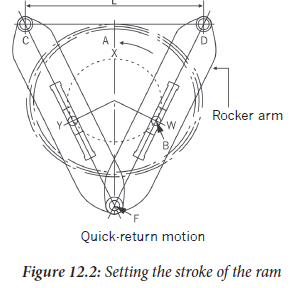 L
C
A
D
X
Rocker arm
Y
W
B
F
Quick-return motion
Figure 12.2: Setting the stroke of the ram